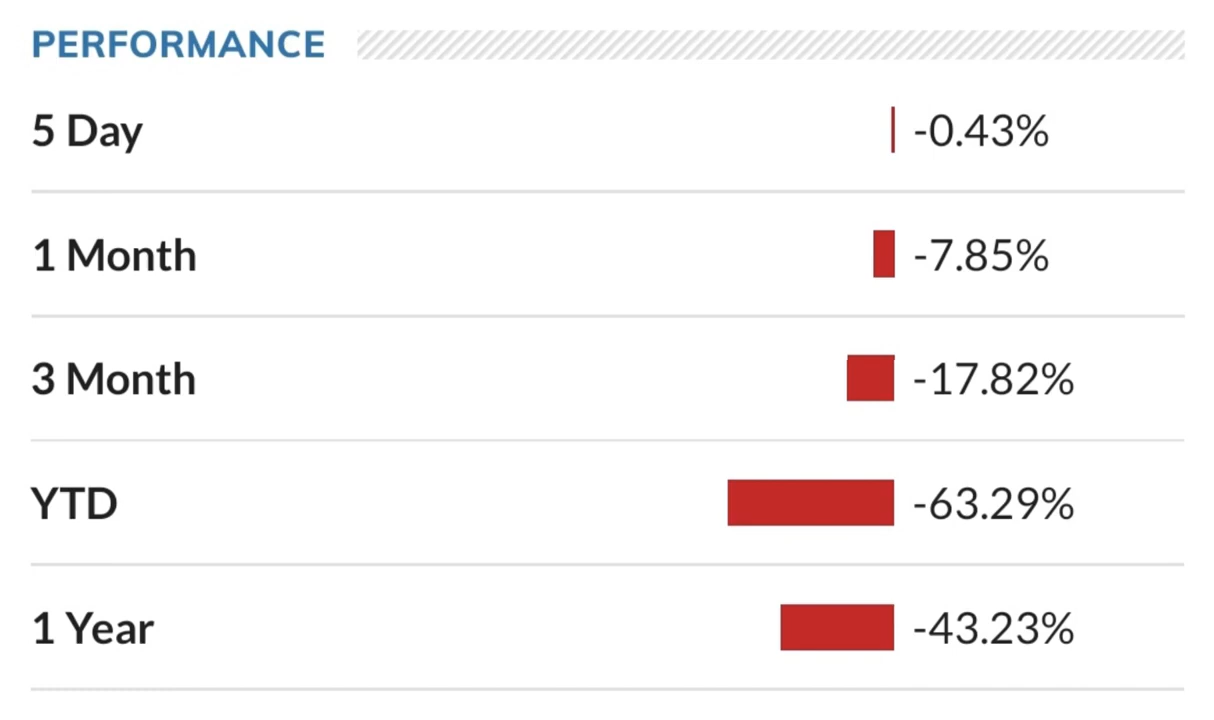 PERFORMANCE
5 Day -0.43%
1 Month -7.85%
3 Month -17.82%
YTD -63.29%
1 Year -43.23%